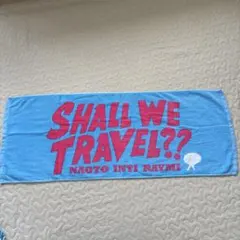 SHALL WE
TRAVEL??
NAOTO INTI RAYMI